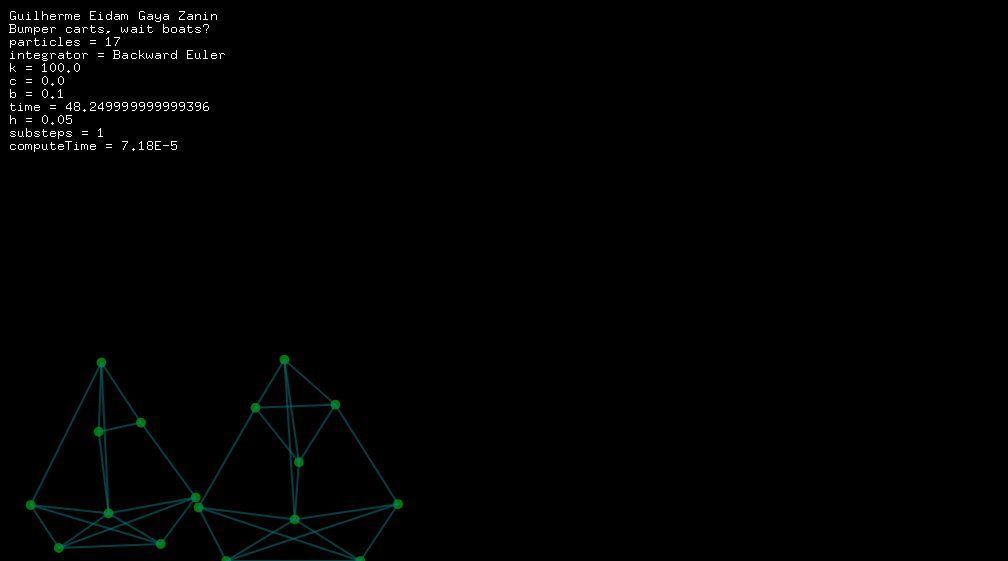 Guilherme Eidam Gaya Zanin
Bumper carts, wait boats?
particles = 17
integrator = Backward Euler
k = 100.0
c = 0.0
b = 0.1
time = 48.249999999999396
h = 0.05
substeps = 1
computeTime = 7.18E-5